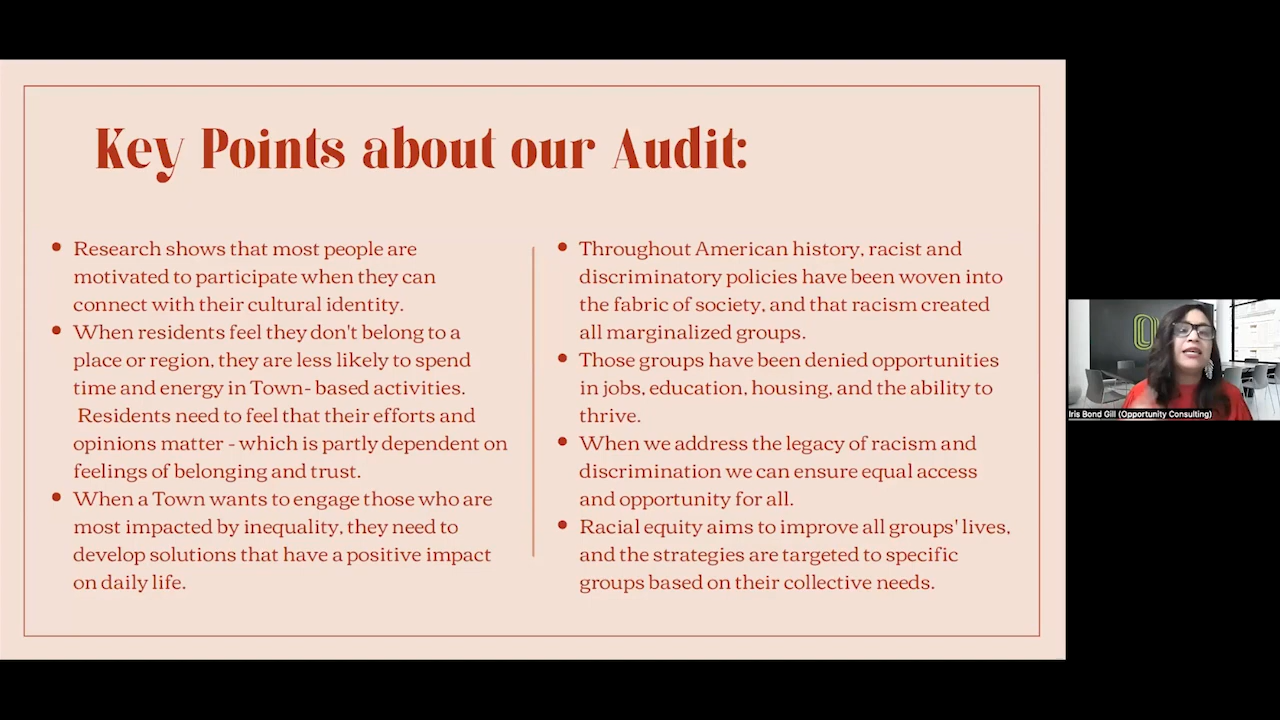 Key Points about our Audit:
Research shows that most people are
motivated to participate when they can
connect with their cultural identity.
When residents feel they don't belong to a
place or region, they are less likely to spend
time and energy in Town- based activities.
Residents need to feel that their efforts and
opinions matter - which is partly dependent on
feelings of belonging and trust.
When a Town wants to engage those who are
most impacted by inequality, they need to
develop solutions that have a positive impact
on daily life.
Throughout American history, racist and
discriminatory policies have been woven into
the fabric of society, and that racism created
all marginalized groups.
Those groups have been denied opportunities
in jobs, education, housing, and the ability to
thrive.
When we address the legacy of racism and
discrimination we can ensure equal access
and opportunity for all.
Racial equity aims to improve all groups' lives,
and the strategies are targeted to specific
groups based on their collective needs.
Iris Bond Gill (Opportunity Consulting)